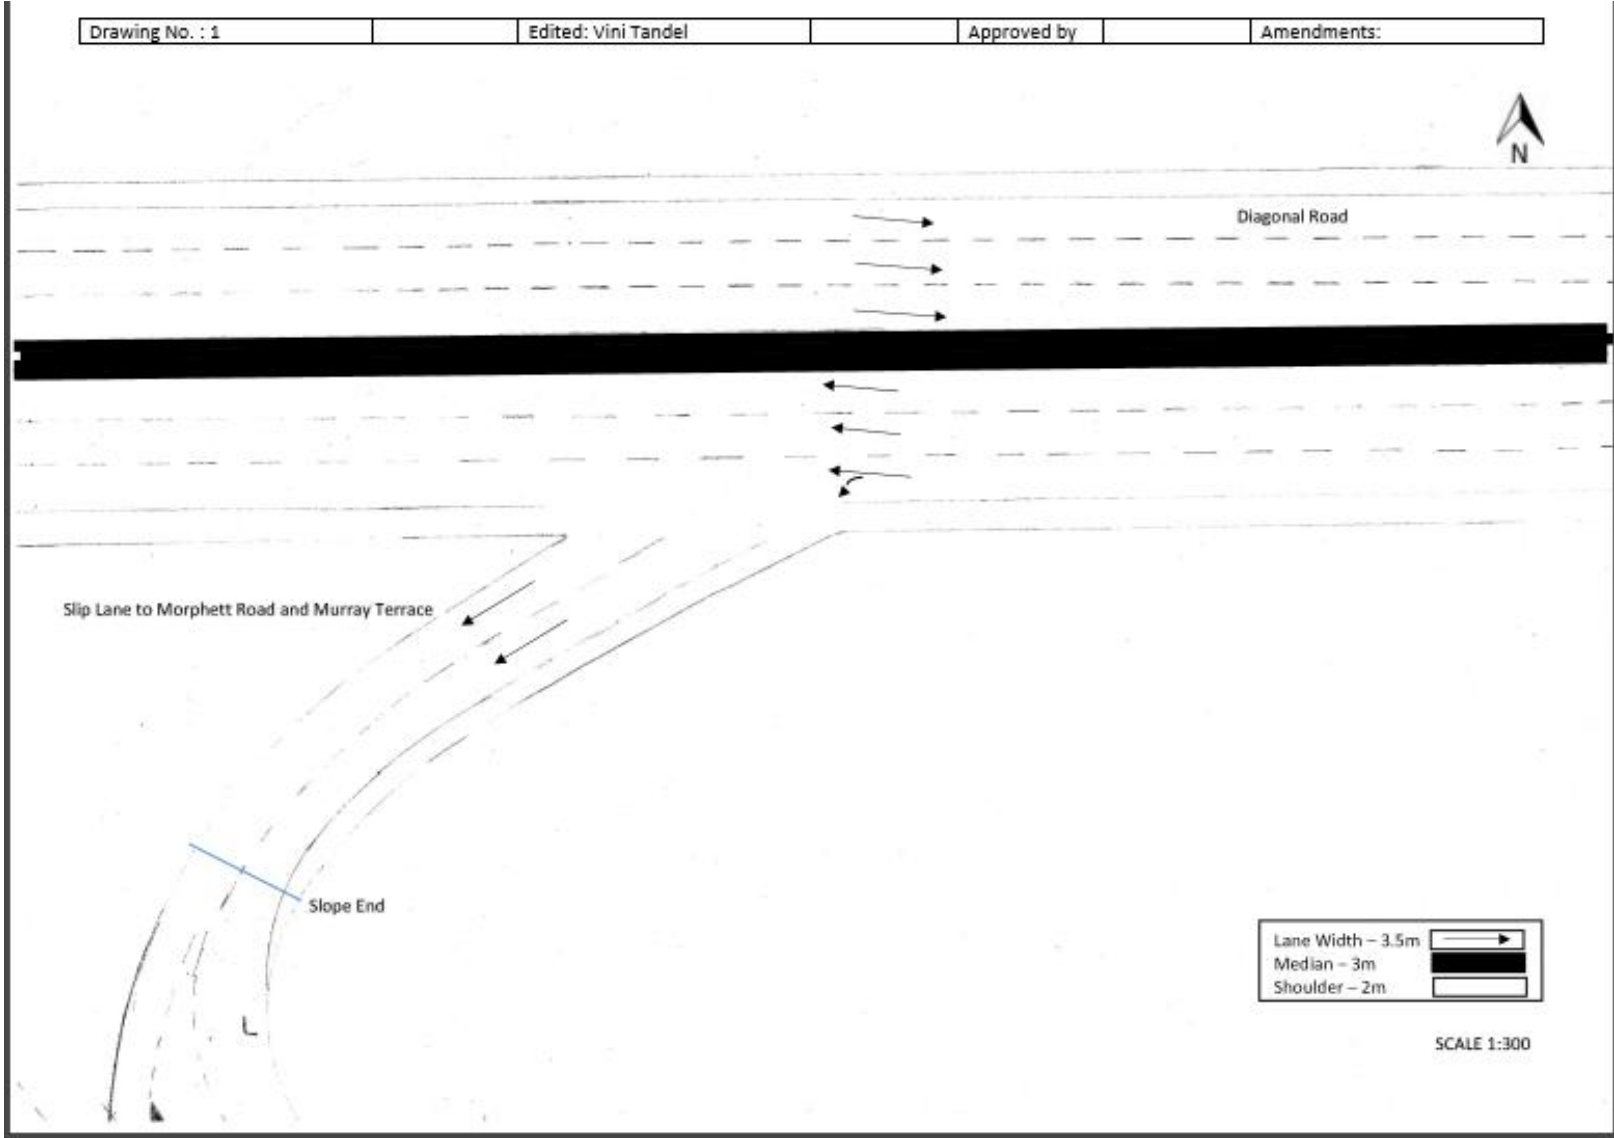 Drawing No. : 1 Edited: Vini Tandel Approved by Amendments:
N
Diagonal Road
Slip Lane to Morphett Road and Murray Terrace
Slope End
Lane Width – 3.5m
Median – 3m
Shoulder – 2m
L
SCALE 1:300